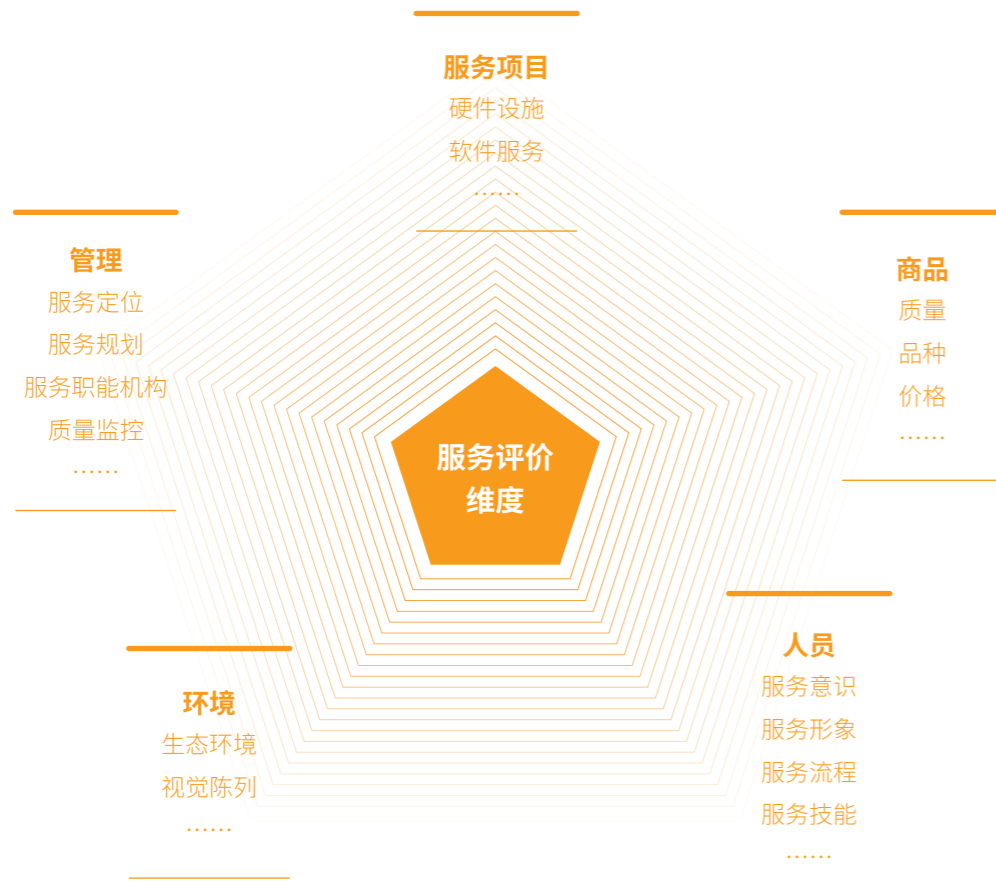 服务项目
硬件设施
软件服务
······
管理
服务定位
服务规划
服务职能机构
质量监控
······
商品
质量
品种
价格
······
服务评价
维度
人员
服务意识
服务形象
服务流程
服务技能
······
环境
生态环境
视觉陈列
······